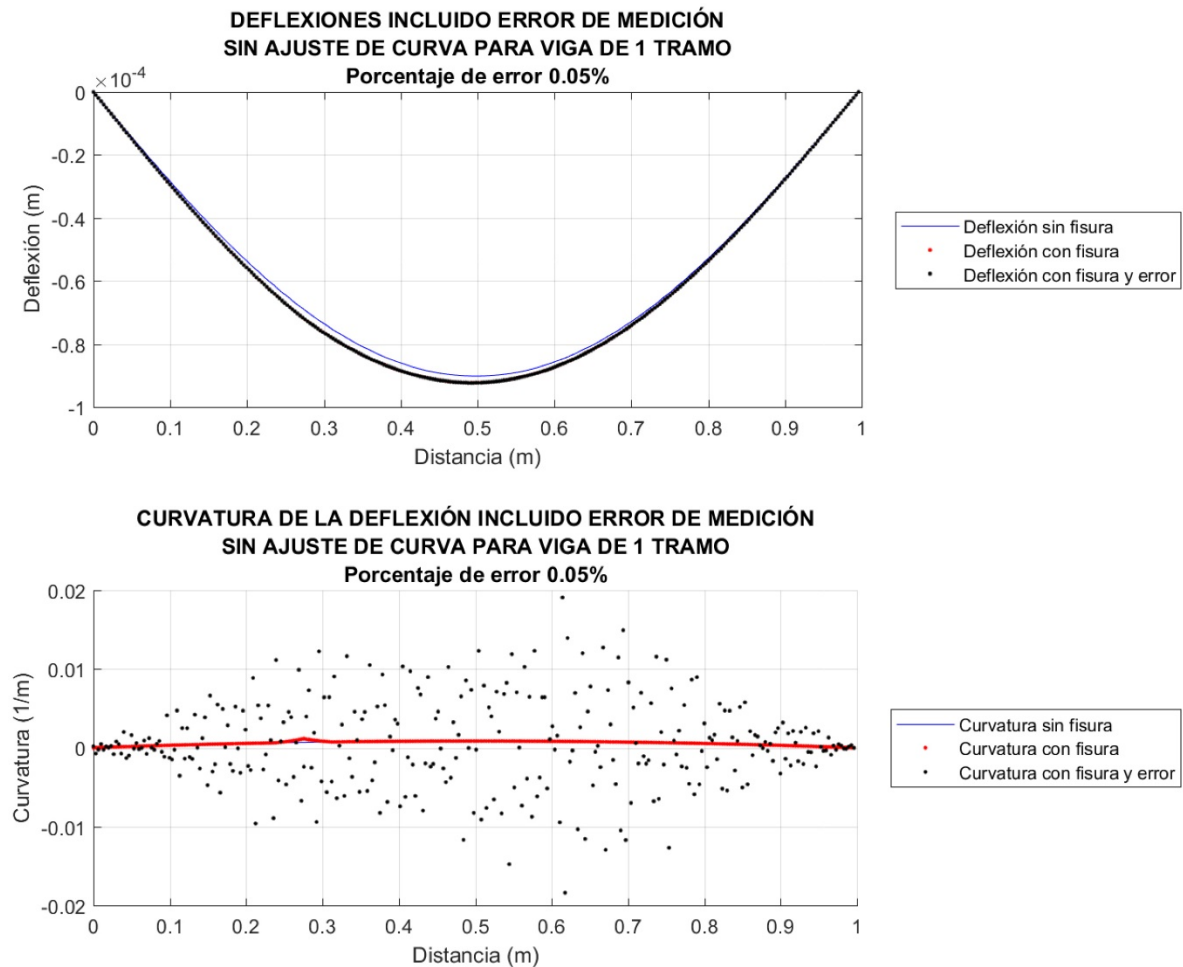 DEFLEXIONES INCLUIDO ERROR DE MEDICIÓN
SIN AJUSTE DE CURVA PARA VIGA DE 1 TRAMO
Porcentaje de error 0.05%
×10⁻⁴
0
-0.2
-0.4
-0.6
-0.8
-1
Deflexión (m)
0 0.1 0.2 0.3 0.4 0.5 0.6 0.7 0.8 0.9 1
Distancia (m)
Deflexión sin fisura
Deflexión con fisura
Deflexión con fisura y error
CURVATURA DE LA DEFLEXIÓN INCLUIDO ERROR DE MEDICIÓN
SIN AJUSTE DE CURVA PARA VIGA DE 1 TRAMO
Porcentaje de error 0.05%
0.02
0.01
0
-0.01
-0.02
Curvatura (1/m)
0 0.1 0.2 0.3 0.4 0.5 0.6 0.7 0.8 0.9 1
Distancia (m)
Curvatura sin fisura
Curvatura con fisura
Curvatura con fisura y error